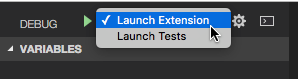 DEBUG
✓ Launch Extension
Launch Tests
VARIABLES